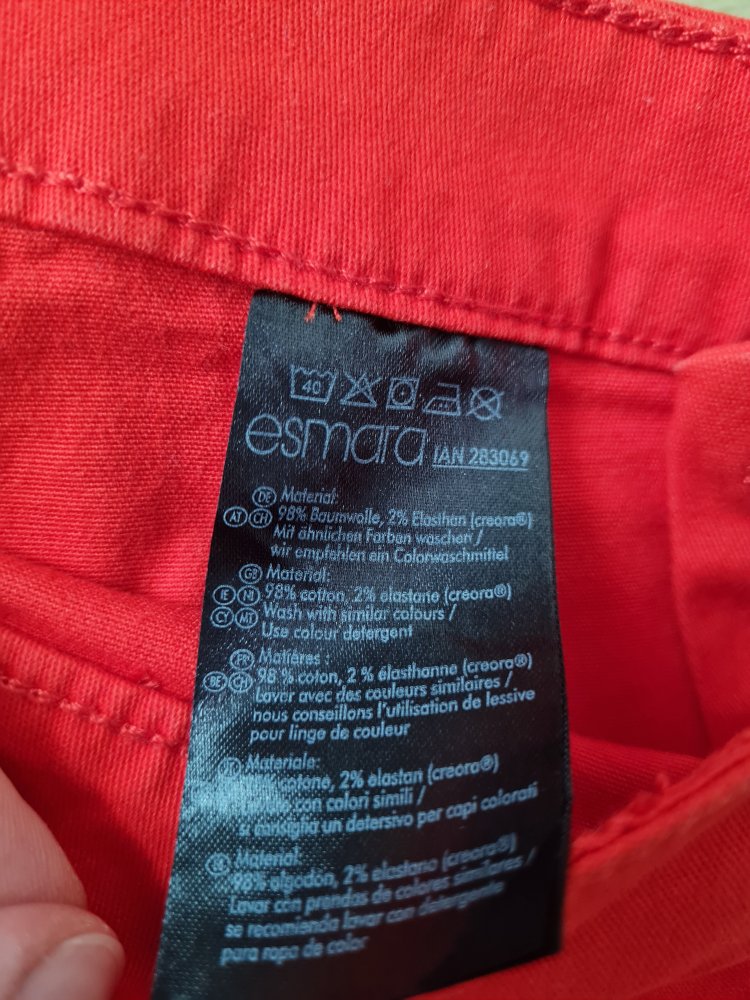 40
esmara IAN 283069
DE Material:
AT CH 98% Baumwolle, 2% Elasthan (creora®)
Mit ähnlichen Farben waschen /
wir empfehlen ein Colorwaschmittel
GB Material:
IE NI 98% cotton, 2% elastane (creora®)
CY MT Wash with similar colours /
Use colour detergent
FR Matières :
BE CH 98 % coton, 2 % élasthanne (creora®)
Laver avec des couleurs similaires /
nous conseillons l'utilisation de lessive
pour linge de couleur
Materiale:
cotone, 2% elastan (creora®)
con colori simili /
si consiglia un detersivo per capi colorati
Material:
98% algodón, 2% elastano (creora®)
Lavar con prendas de colores similares /
se recomienda lavar con detergente
para ropa de color